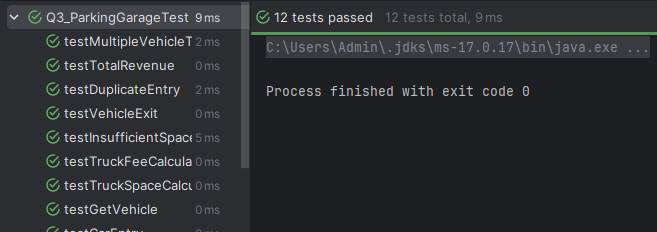 Q3_ParkingGarageTest 9 ms
testMultipleVehicleT 2 ms
testTotalRevenue 0 ms
testDuplicateEntry 2 ms
testVehicleExit 0 ms
testInsufficientSpace 5 ms
testTruckFeeCalcula 0 ms
testTruckSpaceCalcu 0 ms
testGetVehicle 0 ms
12 tests passed 12 tests total, 9 ms
C:\Users\Admin\.jdks\ms-17.0.17\bin\java.exe ...
Process finished with exit code 0